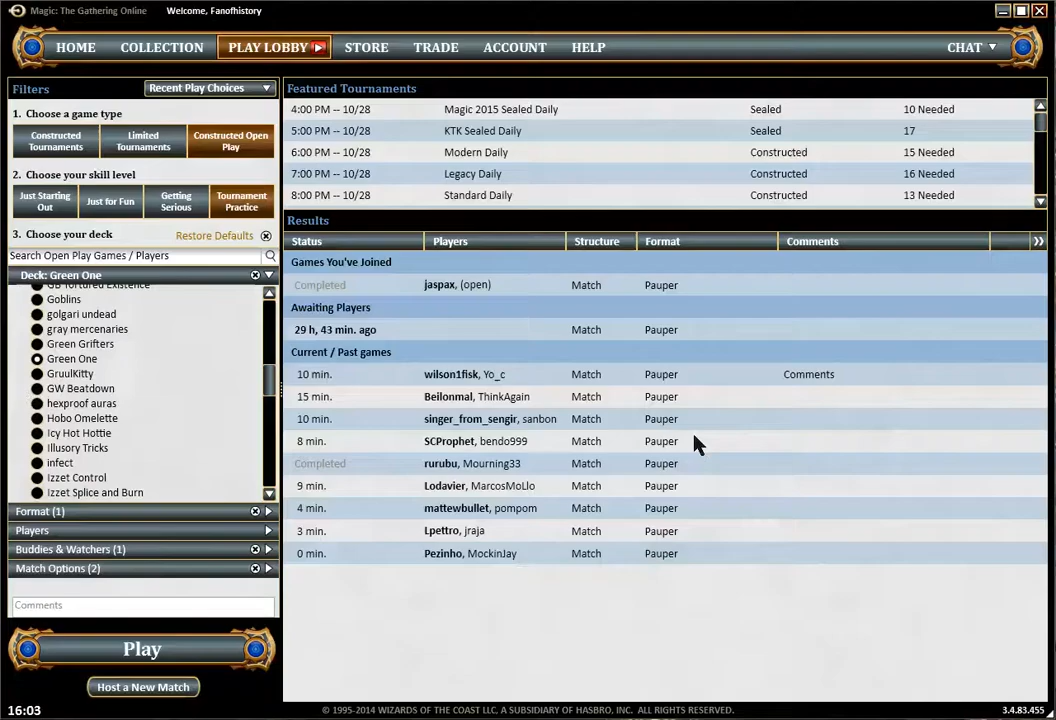 Magic: The Gathering Online Welcome, Fanofhistory
HOME COLLECTION PLAY LOBBY STORE TRADE ACCOUNT HELP CHAT
Filters Recent Play Choices
1. Choose a game type
Constructed Tournaments Limited Tournaments Constructed Open Play
2. Choose your skill level
Just Starting Out Just for Fun Getting Serious Tournament Practice
3. Choose your deck Restore Defaults
Search Open Play Games / Players
Deck: Green One
GB Tortured Existence
Goblins
golgari undead
gray mercenaries
Green Grifters
Green One
GruulKitty
GW Beatdown
hexproof auras
Hobo Omelette
Icy Hot Hottie
Illusory Tricks
infect
Izzet Control
Izzet Splice and Burn
Format (1)
Players
Buddies & Watchers (1)
Match Options (2)
Comments
Play
Host a New Match
16:03
Featured Tournaments
4:00 PM -- 10/28 Magic 2015 Sealed Daily Sealed 10 Needed
5:00 PM -- 10/28 KTK Sealed Daily Sealed 17
6:00 PM -- 10/28 Modern Daily Constructed 15 Needed
7:00 PM -- 10/28 Legacy Daily Constructed 16 Needed
8:00 PM -- 10/28 Standard Daily Constructed 13 Needed
Results
Status Players Structure Format Comments
Games You've Joined
Completed jaspax, (open) Match Pauper
Awaiting Players
29 h, 43 min. ago Match Pauper
Current / Past games
10 min. wilson1fisk, Yo_c Match Pauper Comments
15 min. Beilonmal, ThinkAgain Match Pauper
10 min. singer_from_sengir, sanbon Match Pauper
8 min. SCProphet, bendo999 Match Pauper
Completed rurubu, Mourning33 Match Pauper
9 min. Lodavier, MarcosMoLlo Match Pauper
4 min. mattewbullet, pompom Match Pauper
3 min. Lpettro, jraja Match Pauper
0 min. Pezinho, MockinJay Match Pauper
© 1995-2014 WIZARDS OF THE COAST LLC, A SUBSIDIARY OF HASBRO, INC. ALL RIGHTS RESERVED.
3.4.83.455